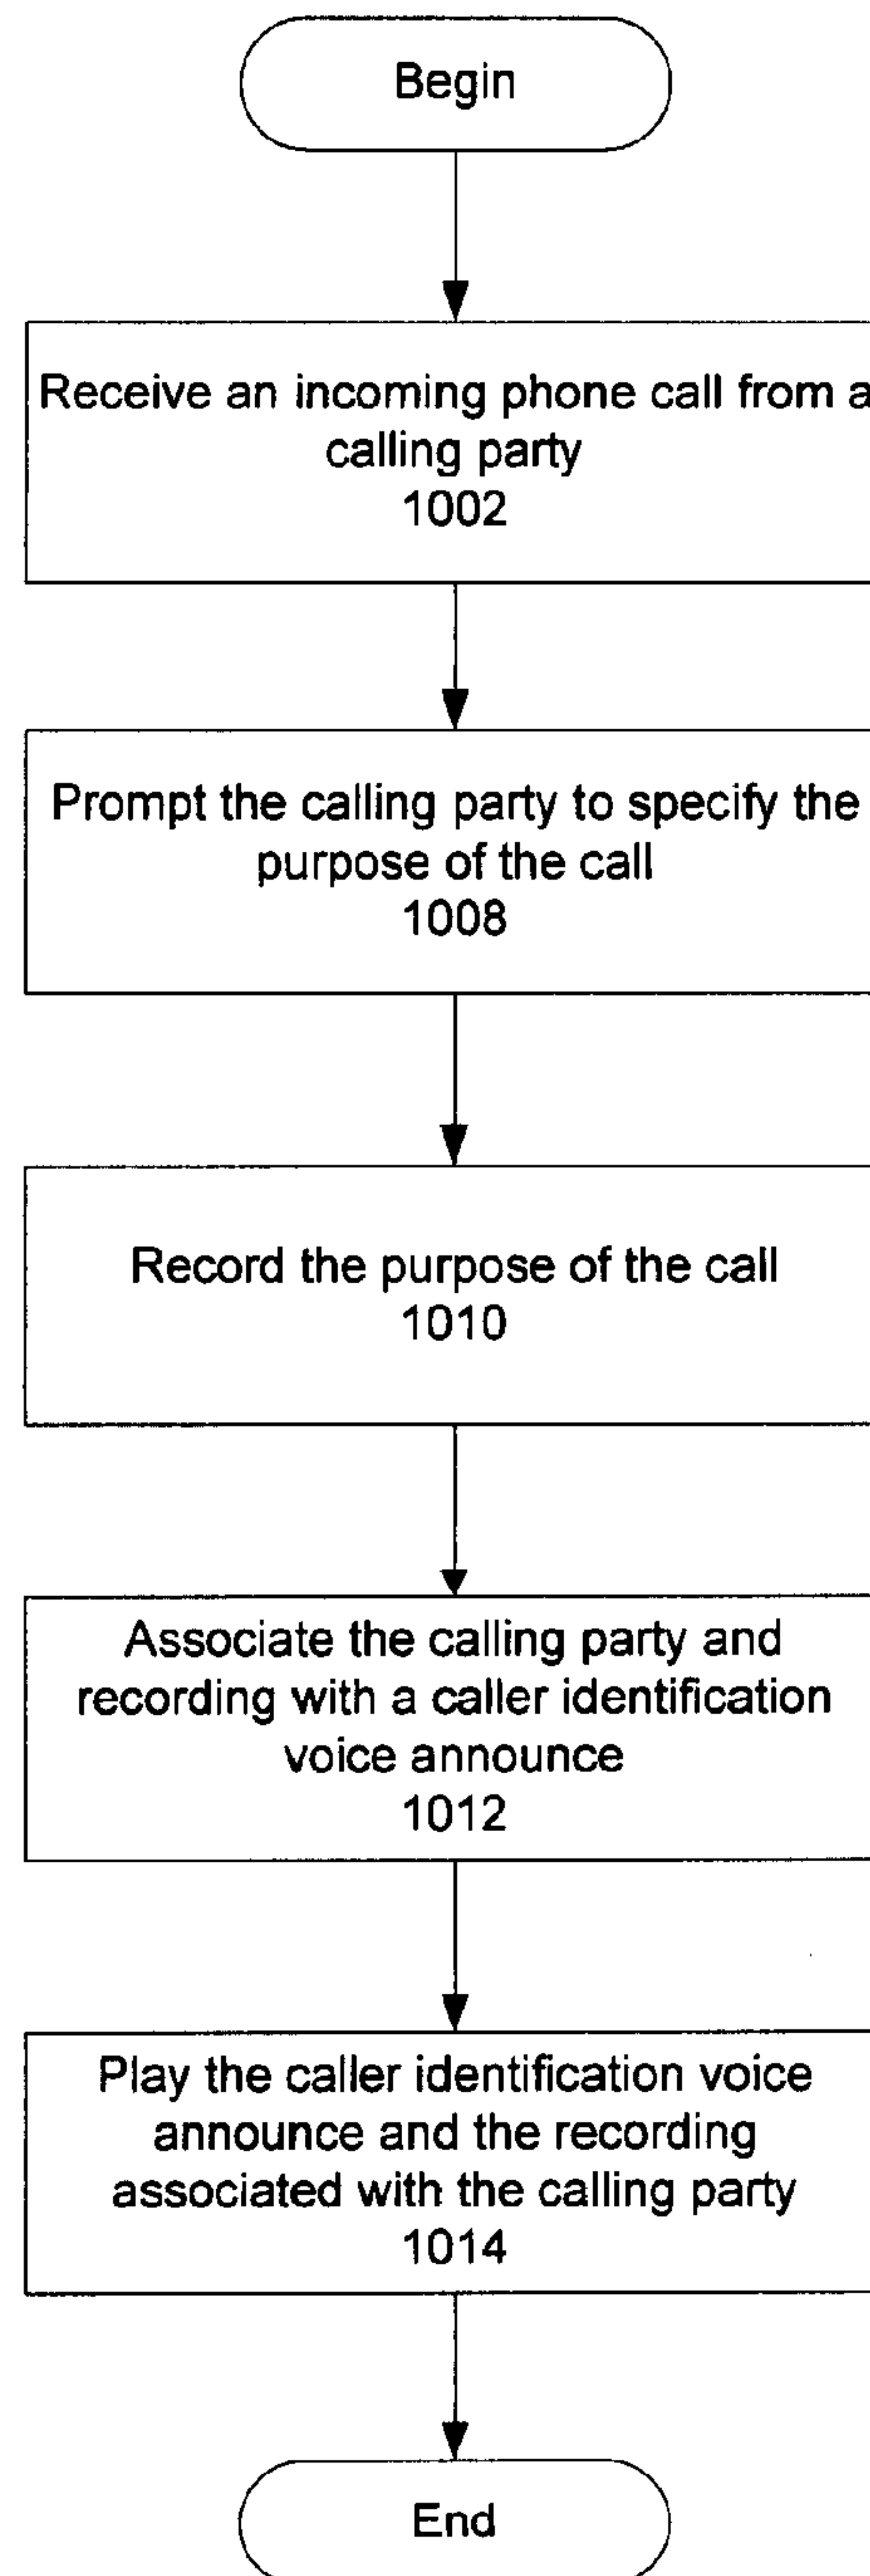 Begin
Receive an incoming phone call from a
calling party
1002
Prompt the calling party to specify the
purpose of the call
1008
Record the purpose of the call
1010
Associate the calling party and
recording with a caller identification
voice announce
1012
Play the caller identification voice
announce and the recording
associated with the calling party
1014
End